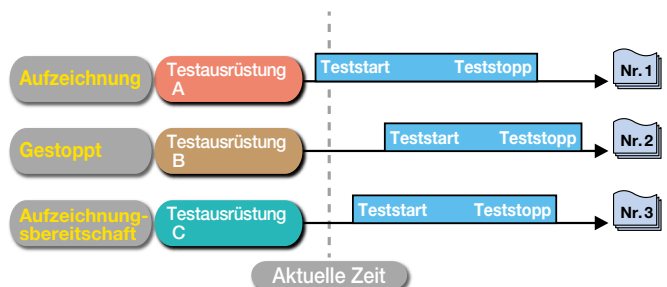 Aufzeichnung
Testausrüstung
A
Teststart Teststopp
Nr.1
Gestoppt
Testausrüstung
B
Teststart Teststopp
Nr.2
Aufzeichnung-
sbereitschaft
Testausrüstung
C
Teststart Teststopp
Nr.3
Aktuelle Zeit